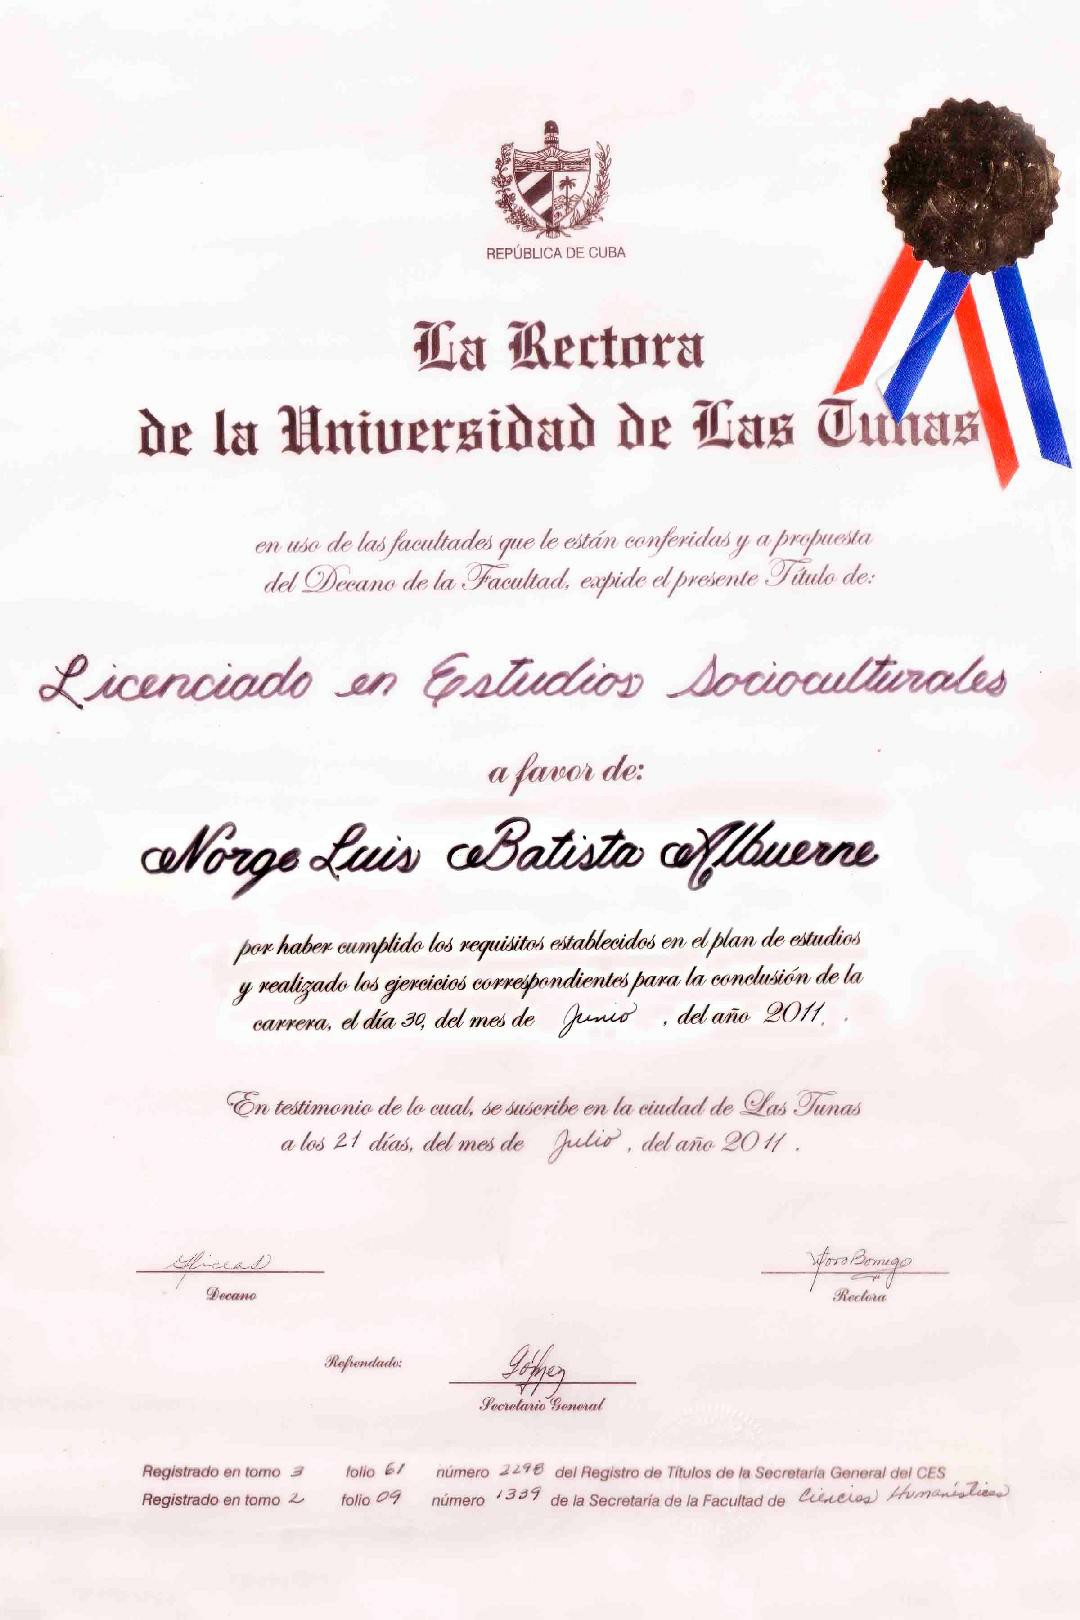 REPÚBLICA DE CUBA
La Rectora
de la Universidad de Las Tunas
en uso de las facultades que le están conferidas y a propuesta
del Decano de la Facultad, expide el presente Título de:
Licenciado en Estudios Socioculturales
a favor de:
Norge Luis Batista Albuerne
por haber cumplido los requisitos establecidos en el plan de estudios
y realizado los ejercicios correspondientes para la conclusión de la
carrera, el día 30, del mes de Junio, del año 2011.
En testimonio de lo cual, se suscribe en la ciudad de Las Tunas
a los 21 días, del mes de Julio, del año 2011.
Decano
Rectora
Refrendado:
Gómez
Secretario General
Registrado en tomo 3 folio 61 número 2298 del Registro de Títulos de la Secretaría General del CES
Registrado en tomo 2 folio 09 número 1339 de la Secretaría de la Facultad de Ciencias Humanísticas